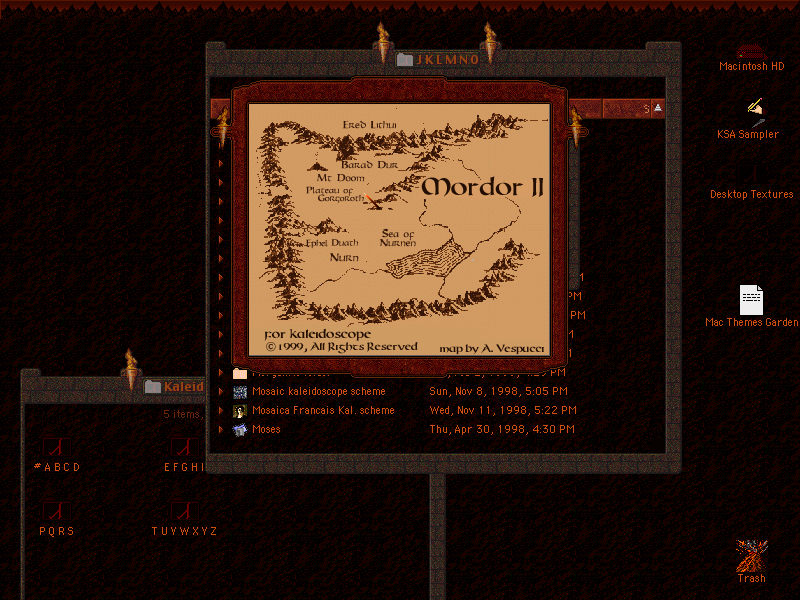 JKLMNO
Macintosh HD
KSA Sampler
Desktop Textures
Mac Themes Garden
Trash
Ered Lithui
Barad Dur
Mt Doom
Plateau of
Gorgoroth
Mordor II
Sea of
Nurnen
Ephel Duath
Nurn
for Kaleidoscope
© 1999, All Rights Reserved
map by A. Vespucci
PM
PM
PM
Mosaic kaleidoscope scheme Sun, Nov 8, 1998, 5:05 PM
Mosaica Francais Kal. scheme Wed, Nov 11, 1998, 5:22 PM
Moses Thu, Apr 30, 1998, 4:30 PM
Kaleid
5 items,
#ABCD
EFGHI
PQRS
TUVWXYZ